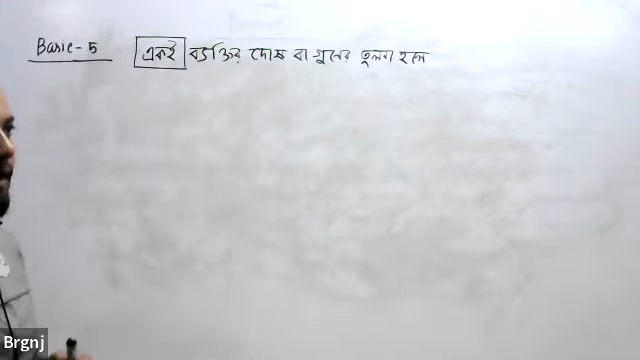 Basic - 5 একই ব্যক্তির দোষ বা গুনের তুলনা হলে
Brgnj